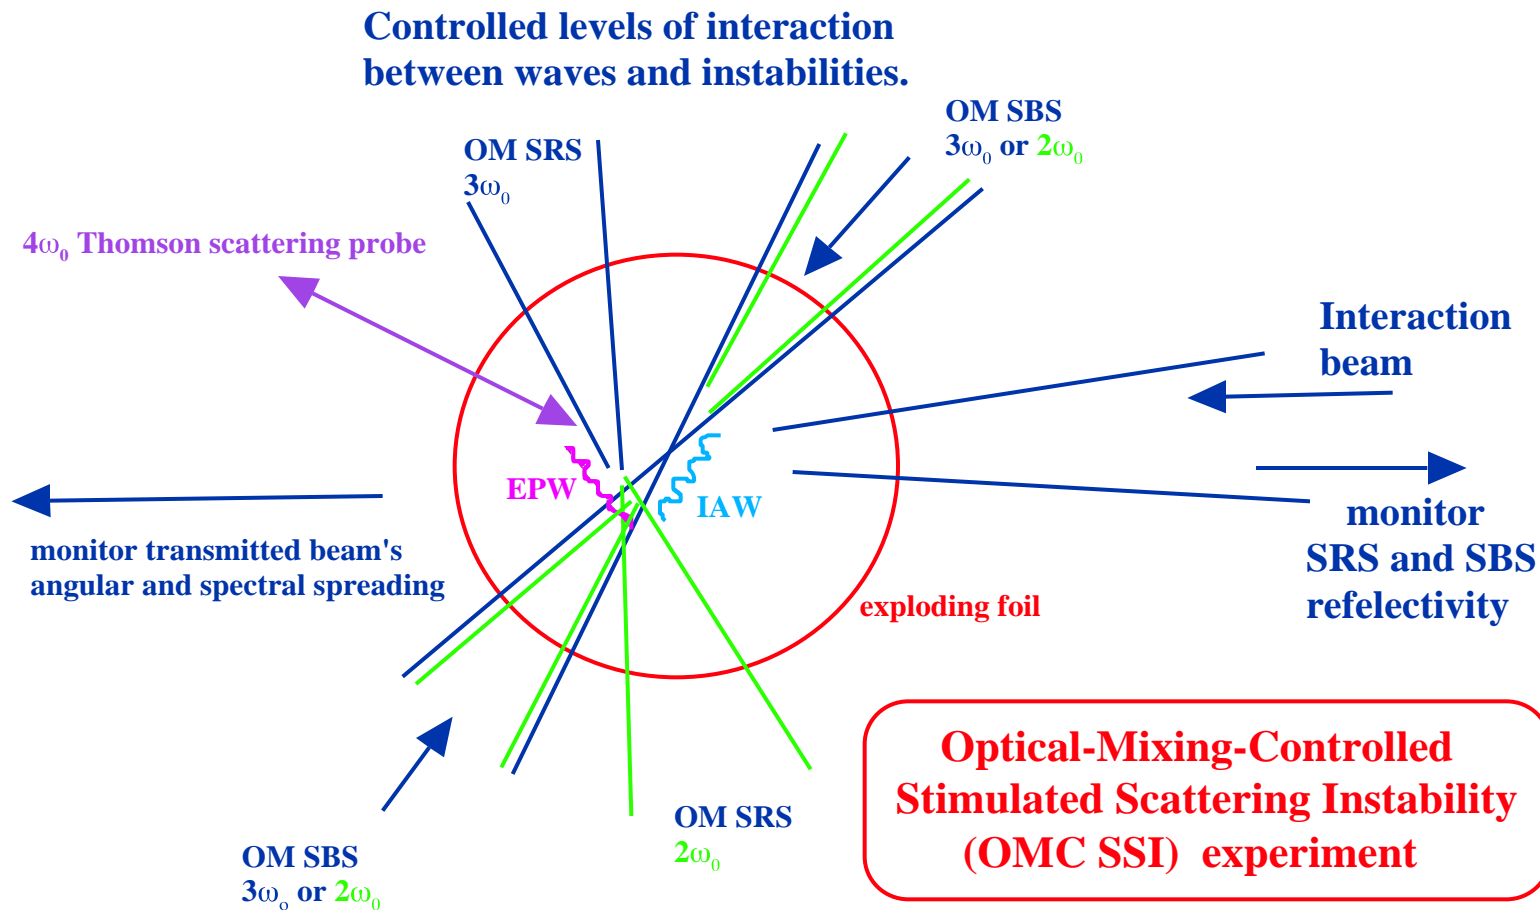 Controlled levels of interaction
between waves and instabilities.
OM SBS
3ω₀ or 2ω₀
OM SRS
3ω₀
4ω₀ Thomson scattering probe
Interaction
beam
EPW
IAW
monitor
SRS and SBS
refelectivity
monitor transmitted beam's
angular and spectral spreading
exploding foil
Optical-Mixing-Controlled
Stimulated Scattering Instability
(OMC SSI) experiment
OM SRS
2ω₀
OM SBS
3ω₀ or 2ω₀